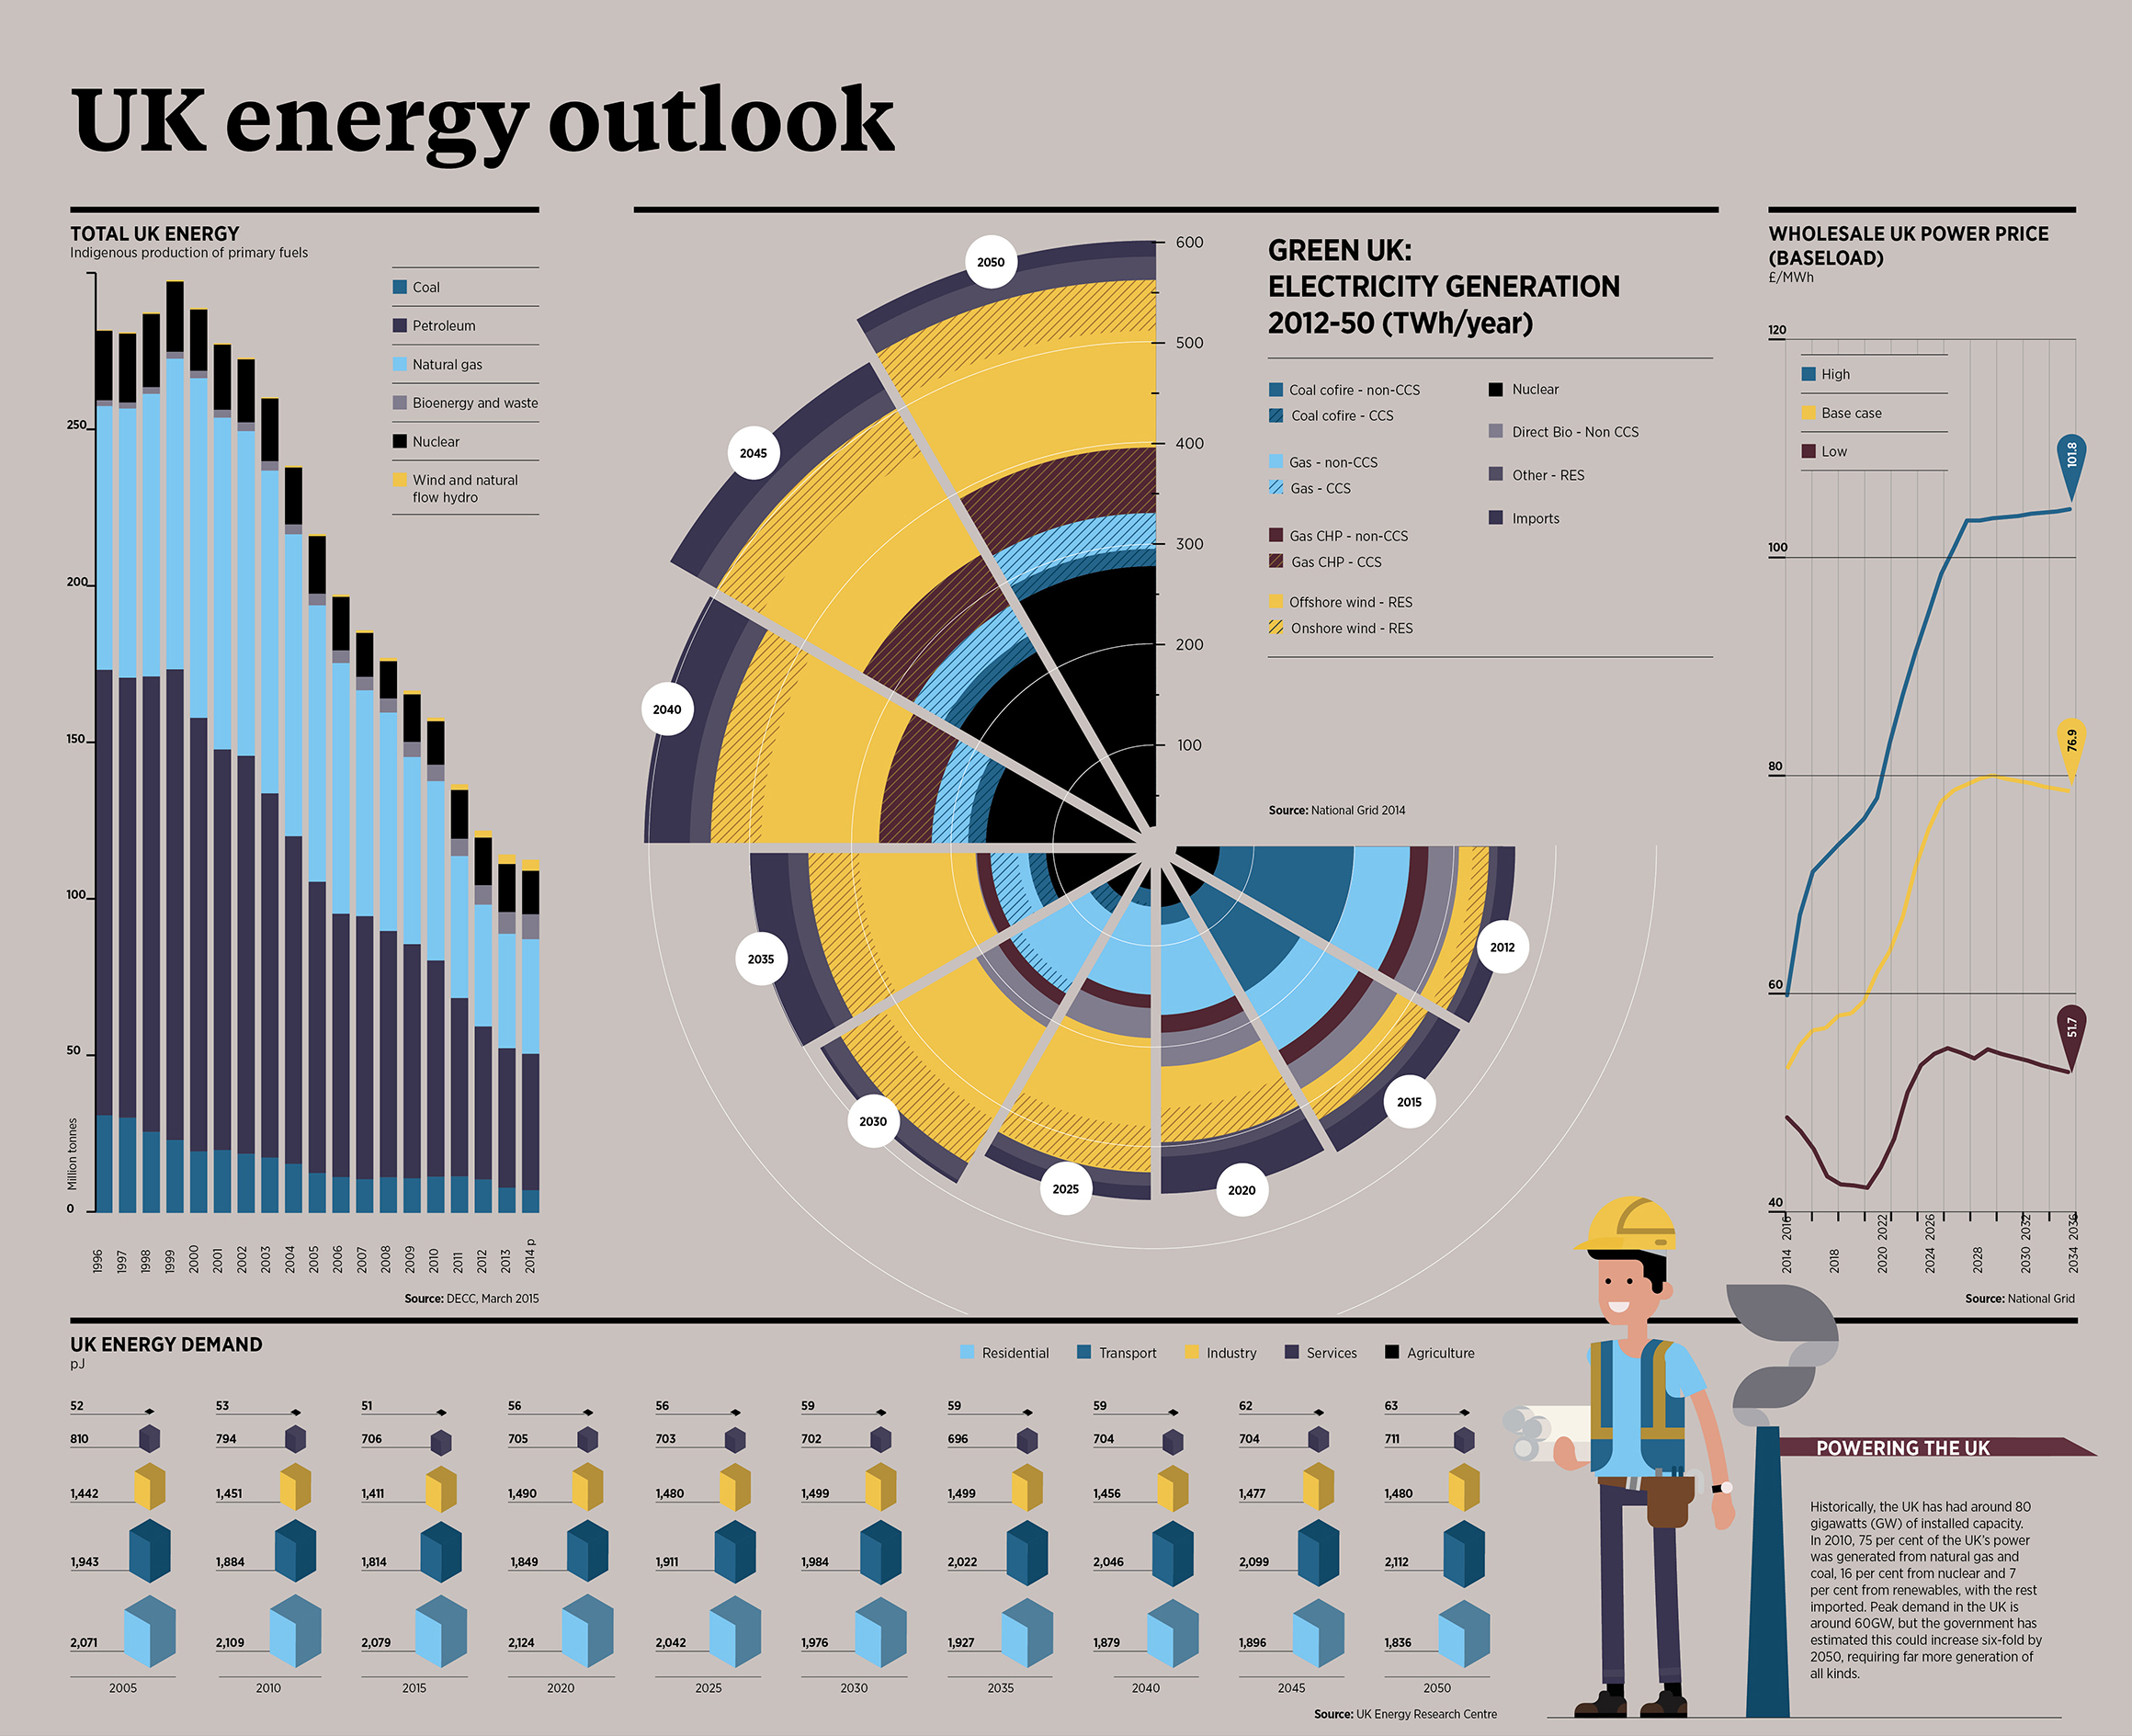 UK energy outlook
TOTAL UK ENERGY
Indigenous production of primary fuels
Coal
Petroleum
Natural gas
Bioenergy and waste
Nuclear
Wind and natural
flow hydro
250
200
150
100
50
0
Million tonnes
1996
1997
1998
1999
2000
2001
2002
2003
2004
2005
2006
2007
2008
2009
2010
2011
2012
2013
2014 p
Source: DECC, March 2015
GREEN UK:
ELECTRICITY GENERATION
2012-50 (TWh/year)
Coal cofire - non-CCS
Coal cofire - CCS
Gas - non-CCS
Gas - CCS
Gas CHP - non-CCS
Gas CHP - CCS
Offshore wind - RES
Onshore wind - RES
Nuclear
Direct Bio - Non CCS
Other - RES
Imports
600
500
400
300
200
100
2050
2045
2040
2035
2030
2025
2020
2015
2012
Source: National Grid 2014
WHOLESALE UK POWER PRICE
(BASELOAD)
£/MWh
High
Base case
Low
120
100
80
60
40
101.8
76.9
51.7
2014
2016
2018
2020
2022
2024
2026
2028
2030
2032
2034
2036
Source: National Grid
UK ENERGY DEMAND
pJ
Residential
Transport
Industry
Services
Agriculture
52 53 51 56 56 59 59 59 62 63
810 794 706 705 703 702 696 704 704 711
1,442 1,451 1,411 1,490 1,480 1,499 1,499 1,456 1,477 1,480
1,943 1,884 1,814 1,849 1,911 1,984 2,022 2,046 2,099 2,112
2,071 2,109 2,079 2,124 2,042 1,976 1,927 1,879 1,896 1,836
2005 2010 2015 2020 2025 2030 2035 2040 2045 2050
Source: UK Energy Research Centre
POWERING THE UK
Historically, the UK has had around 80
gigawatts (GW) of installed capacity.
In 2010, 75 per cent of the UK's power
was generated from natural gas and
coal, 16 per cent from nuclear and 7
per cent from renewables, with the rest
imported. Peak demand in the UK is
around 60GW, but the government has
estimated this could increase six-fold by
2050, requiring far more generation of
all kinds.